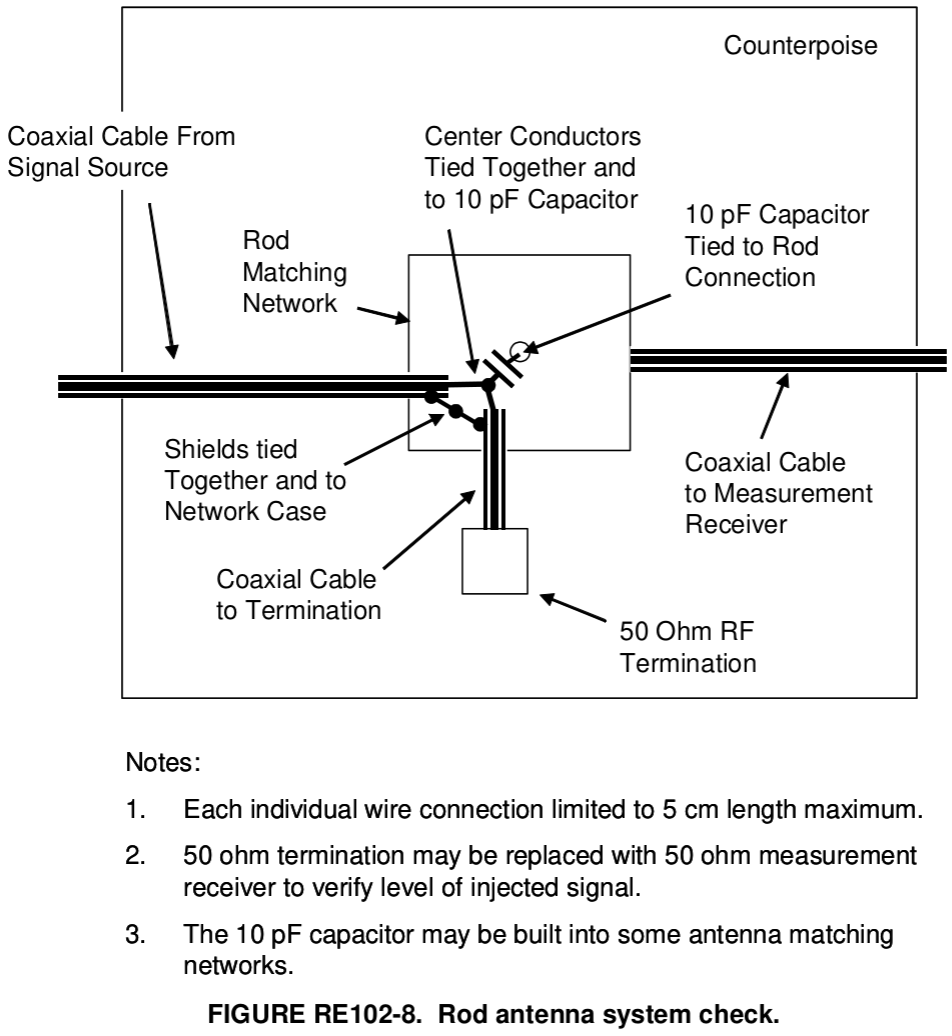 Counterpoise
Coaxial Cable From
Signal Source
Center Conductors
Tied Together and
to 10 pF Capacitor
10 pF Capacitor
Tied to Rod
Connection
Rod
Matching
Network
Shields tied
Together and to
Network Case
Coaxial Cable
to Measurement
Receiver
Coaxial Cable
to Termination
50 Ohm RF
Termination
Notes:
1. Each individual wire connection limited to 5 cm length maximum.
2. 50 ohm termination may be replaced with 50 ohm measurement
receiver to verify level of injected signal.
3. The 10 pF capacitor may be built into some antenna matching
networks.
FIGURE RE102-8. Rod antenna system check.